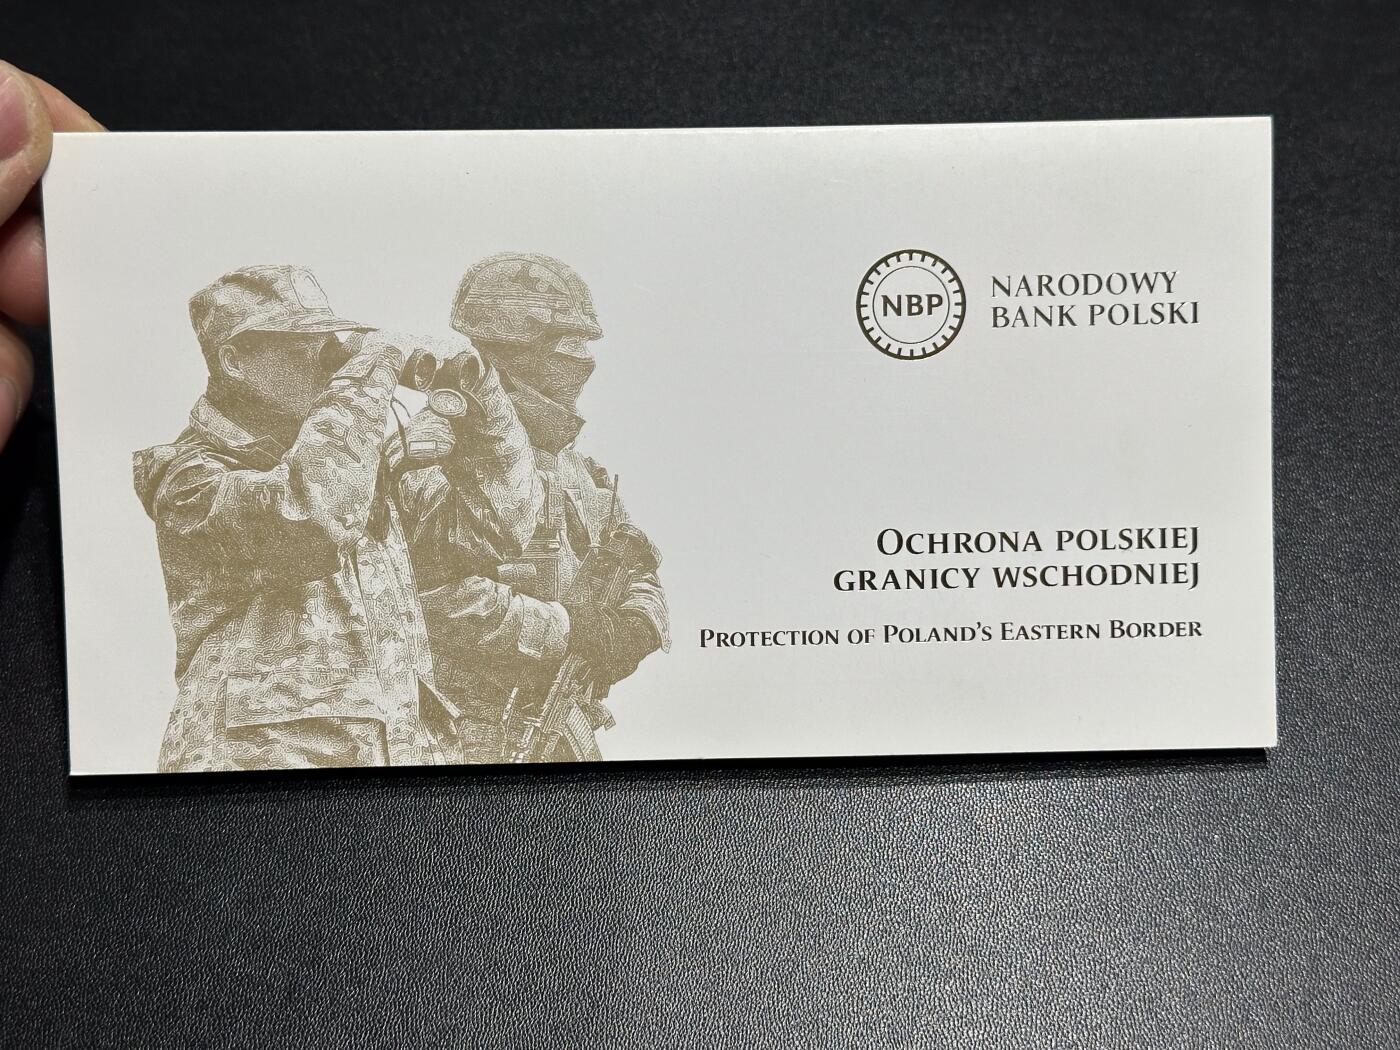 NBP
NARODOWY
BANK POLSKI
OCHRONA POLSKIEJ
GRANICY WSCHODNIEJ
PROTECTION OF POLAND'S EASTERN BORDER